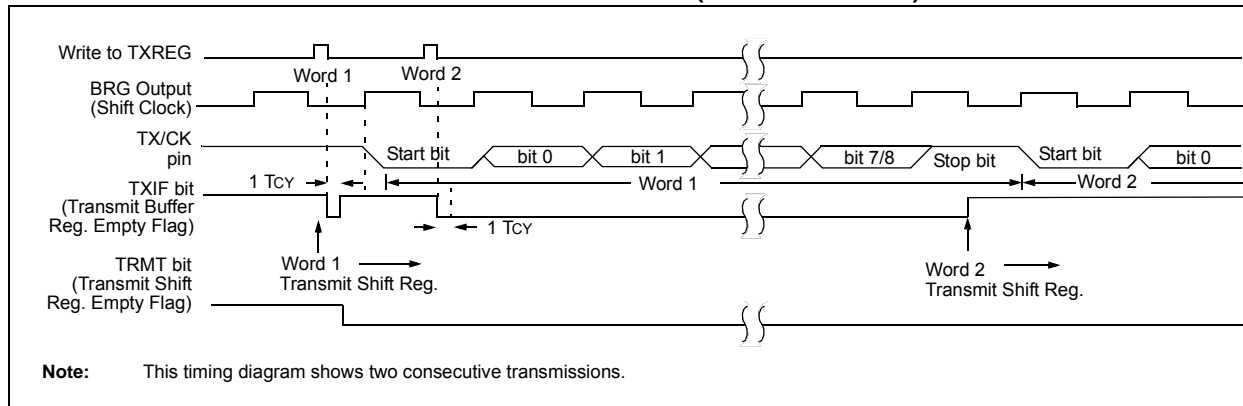 Write to TXREG
Word 1
Word 2
BRG Output
(Shift Clock)
TX/CK
pin
Start bit
bit 0
bit 1
bit 7/8
Stop bit
Start bit
bit 0
1 TCY
Word 1
Word 2
TXIF bit
(Transmit Buffer
Reg. Empty Flag)
1 TCY
Word 1
Transmit Shift Reg.
Word 2
Transmit Shift Reg.
TRMT bit
(Transmit Shift
Reg. Empty Flag)
Note: This timing diagram shows two consecutive transmissions.